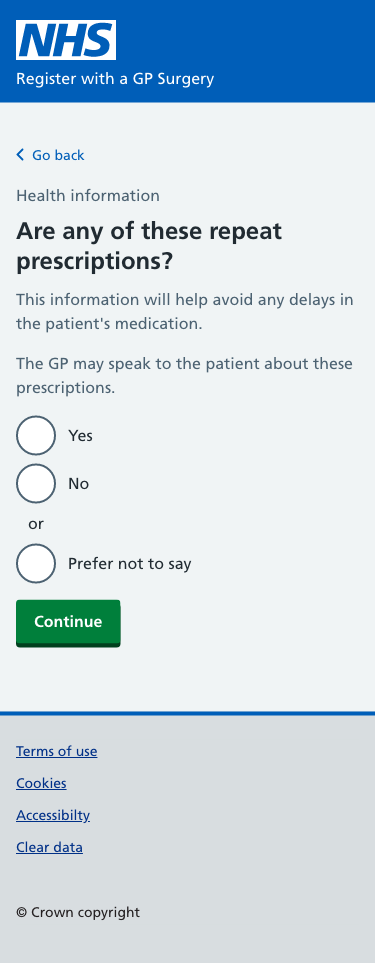 NHS
Register with a GP Surgery
Go back
Health information
Are any of these repeat
prescriptions?
This information will help avoid any delays in
the patient's medication.
The GP may speak to the patient about these
prescriptions.
Yes
No
or
Prefer not to say
Continue
Terms of use
Cookies
Accessibilty
Clear data
© Crown copyright